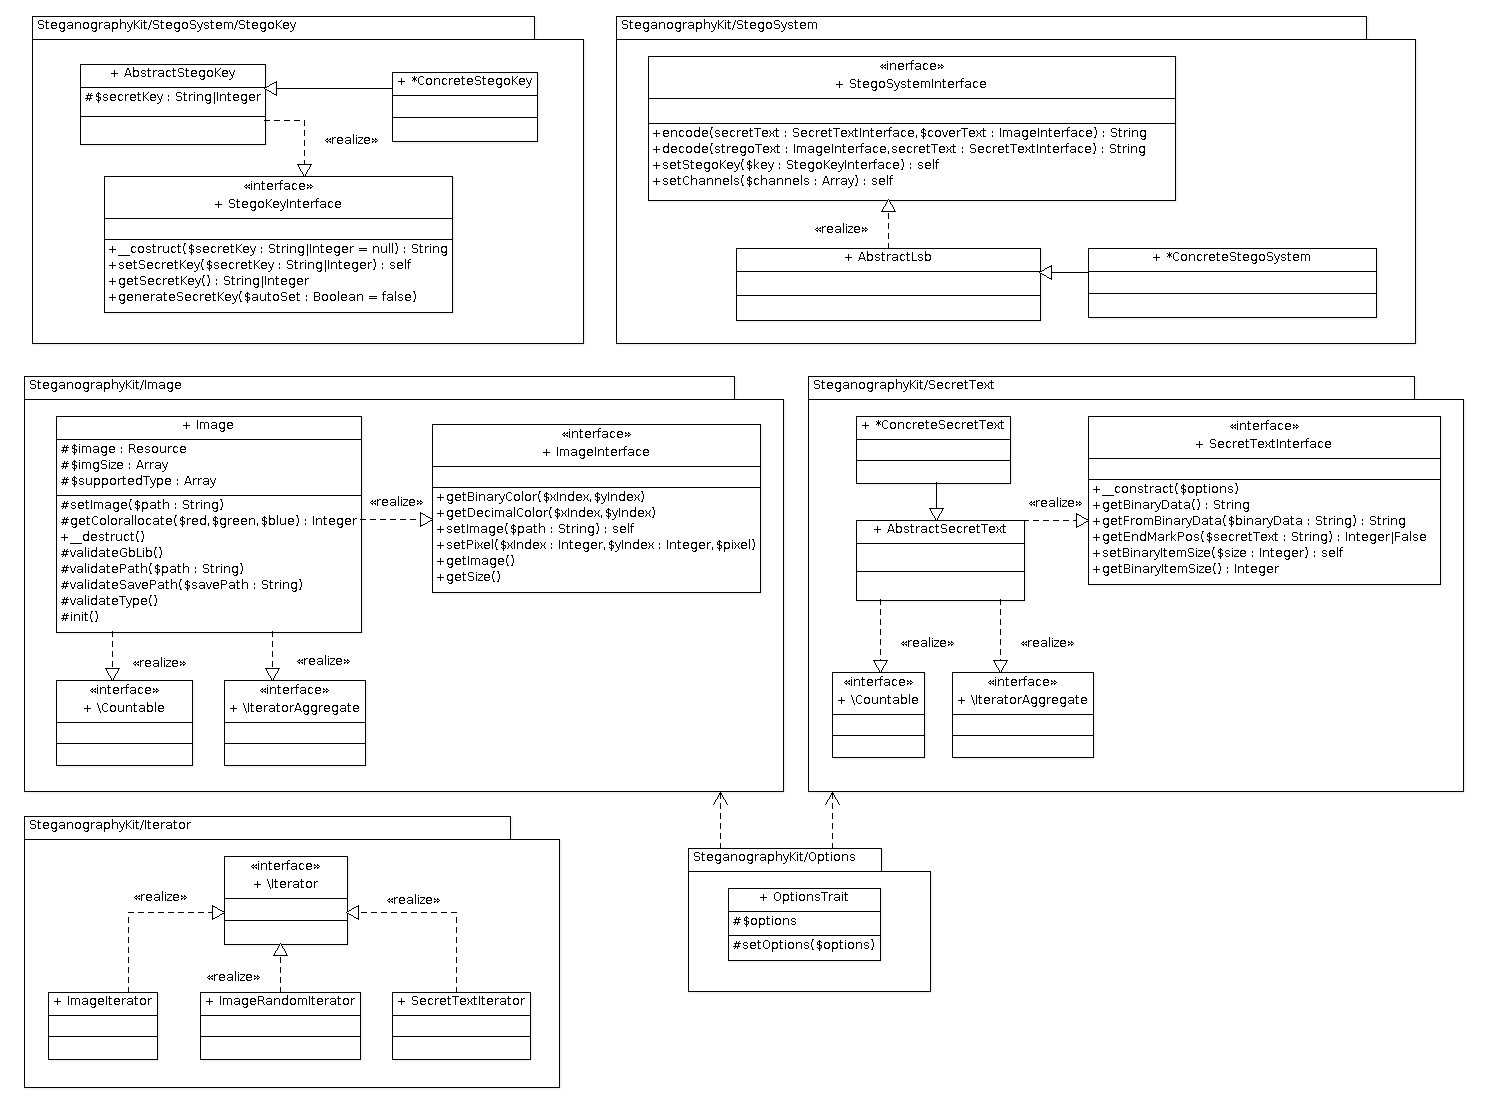 SteganographyKit/StegoSystem/StegoKey
+ AbstractStegoKey
#$secretKey : String|Integer
+ *ConcreteStegoKey
«realize»
«interface»
+ StegoKeyInterface
+__costruct($secretKey : String|Integer = null) : String
+setSecretKey($secretKey : String|Integer) : self
+getSecretKey() : String|Integer
+generateSecretKey($autoSet : Boolean = false)
SteganographyKit/StegoSystem
«inerface»
+ StegoSystemInterface
+encode(secretText : SecretTextInterface,$coverText : ImageInterface) : String
+decode(stregoText : ImageInterface,secretText : SecretTextInterface) : String
+setStegoKey($key : StegoKeyInterface) : self
+setChannels($channels : Array) : self
«realize»
+ AbstractLsb
+ *ConcreteStegoSystem
SteganographyKit/Image
+ Image
#$image : Resource
#$imgSize : Array
#$supportedType : Array
#setImage($path : String)
#getColorallocate($red,$green,$blue) : Integer
+__destruct()
#validateGbLib()
#validatePath($path : String)
#validateSavePath($savePath : String)
#validateType()
#init()
«realize»
«interface»
+ ImageInterface
+getBinaryColor($xIndex,$yIndex)
+getDecimalColor($xIndex,$yIndex)
+setImage($path : String) : self
+setPixel($xIndex : Integer,$yIndex : Integer,$pixel)
+getImage()
+getSize()
«realize»
«realize»
«interface»
+ \Countable
«interface»
+ \IteratorAggregate
SteganographyKit/SecretText
+ *ConcreteSecretText
+ AbstractSecretText
«realize»
«interface»
+ SecretTextInterface
+__constract($options)
+getBinaryData() : String
+getFromBinaryData($binaryData : String) : String
+getEndMarkPos($secretText : String) : Integer|False
+setBinaryItemSize($size : Integer) : self
+getBinaryItemSize() : Integer
«realize»
«realize»
«interface»
+ \Countable
«interface»
+ \IteratorAggregate
SteganographyKit/Iterator
«interface»
+ \Iterator
«realize»
«realize»
«realize»
+ ImageIterator
+ ImageRandomIterator
+ SecretTextIterator
SteganographyKit/Options
+ OptionsTrait
#$options
#setOptions($options)